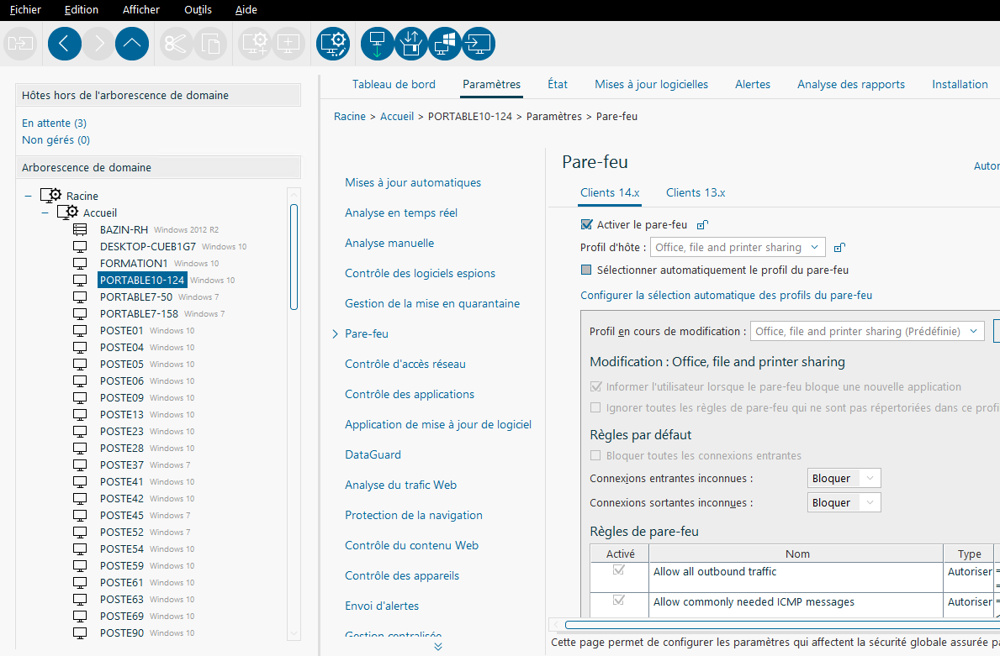 Fichier Edition Afficher Outils Aide
Hôtes hors de l'arborescence de domaine
En attente (3)
Non gérés (0)
Arborescence de domaine
Racine
Accueil
BAZIN-RH Windows 2012 R2
DESKTOP-CUEB1G7 Windows 10
FORMATION1 Windows 10
PORTABLE10-124 Windows 10
PORTABLE7-50 Windows 7
PORTABLE7-158 Windows 7
POSTE01 Windows 10
POSTE04 Windows 10
POSTE05 Windows 10
POSTE06 Windows 10
POSTE09 Windows 10
POSTE13 Windows 10
POSTE23 Windows 10
POSTE28 Windows 10
POSTE37 Windows 7
POSTE41 Windows 10
POSTE42 Windows 10
POSTE45 Windows 7
POSTE52 Windows 7
POSTE54 Windows 10
POSTE59 Windows 10
POSTE61 Windows 10
POSTE63 Windows 10
POSTE69 Windows 10
POSTE90 Windows 10
Tableau de bord Paramètres État Mises à jour logicielles Alertes Analyse des rapports Installation
Racine > Accueil > PORTABLE10-124 > Paramètres > Pare-feu
Mises à jour automatiques
Analyse en temps réel
Analyse manuelle
Contrôle des logiciels espions
Gestion de la mise en quarantaine
Pare-feu
Contrôle d'accès réseau
Contrôle des applications
Application de mise à jour de logiciel
DataGuard
Analyse du trafic Web
Protection de la navigation
Contrôle du contenu Web
Contrôle des appareils
Envoi d'alertes
Gestion centralisée
Pare-feu
Autor
Clients 14.x Clients 13.x
Activer le pare-feu
Profil d'hôte : Office, file and printer sharing
Sélectionner automatiquement le profil du pare-feu
Configurer la sélection automatique des profils du pare-feu
Profil en cours de modification : Office, file and printer sharing (Prédéfinie)
Modification : Office, file and printer sharing
Informer l'utilisateur lorsque le pare-feu bloque une nouvelle application
Ignorer toutes les règles de pare-feu qui ne sont pas répertoriées dans ce profi
Règles par défaut
Bloquer toutes les connexions entrantes
Connexions entrantes inconnues : Bloquer
Connexions sortantes inconnues : Bloquer
Règles de pare-feu
Activé Nom Type
Allow all outbound traffic Autoriser
Allow commonly needed ICMP messages Autoriser
Cette page permet de configurer les paramètres qui affectent la sécurité globale assurée pa